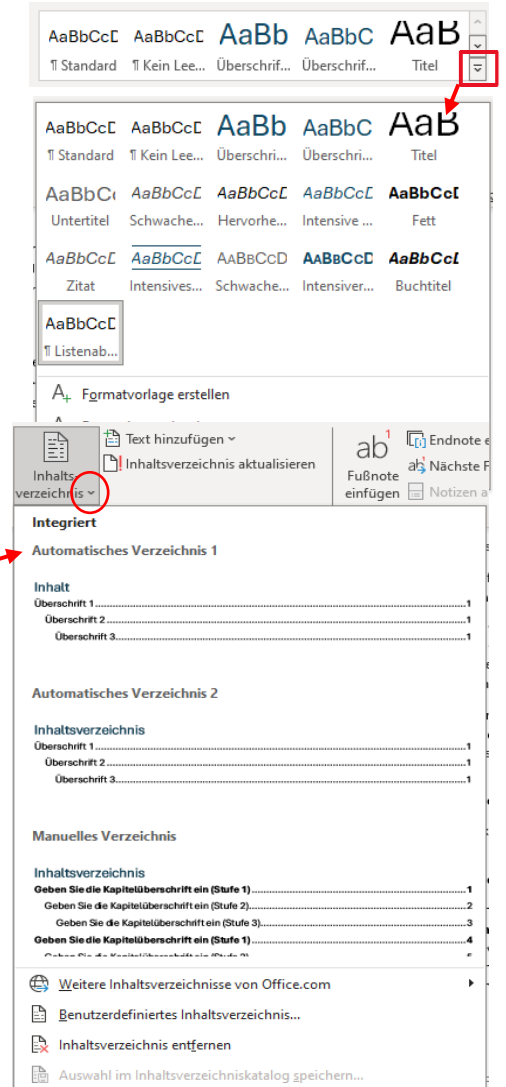 AaBbCcD AaBbCcD AaBb AaBbC AaB
¶ Standard ¶ Kein Lee... Überschrif... Überschrif... Titel
AaBbCcD AaBbCcD AaBb AaBbC AaB
¶ Standard ¶ Kein Lee... Überschri... Überschri... Titel
AaBbCc AaBbCcD AaBbCcD AaBbCcD AaBbCcD
Untertitel Schwache... Hervorhe... Intensive ... Fett
AaBbCcD AaBbCcD AaBbCcD AaBbCcD AaBbCcD
Zitat Intensives... Schwache... Intensiver... Buchtitel
AaBbCcD
¶ Listenab...
A+ Formatvorlage erstellen
Inhalts-
verzeichnis
Text hinzufügen
Inhaltsverzeichnis aktualisieren
ab1
Fußnote
einfügen
Endnote e
Nächste F
Notizen a
Integriert
Automatisches Verzeichnis 1
Inhalt
Überschrift 1 1
Überschrift 2 1
Überschrift 3 1
Automatisches Verzeichnis 2
Inhaltsverzeichnis
Überschrift 1 1
Überschrift 2 1
Überschrift 3 1
Manuelles Verzeichnis
Inhaltsverzeichnis
Geben Sie die Kapitelüberschrift ein (Stufe 1) 1
Geben Sie die Kapitelüberschrift ein (Stufe 2) 2
Geben Sie die Kapitelüberschrift ein (Stufe 3) 3
Geben Sie die Kapitelüberschrift ein (Stufe 1) 4
Weitere Inhaltsverzeichnisse von Office.com
Benutzerdefiniertes Inhaltsverzeichnis...
Inhaltsverzeichnis entfernen
Auswahl im Inhaltsverzeichniskatalog speichern...